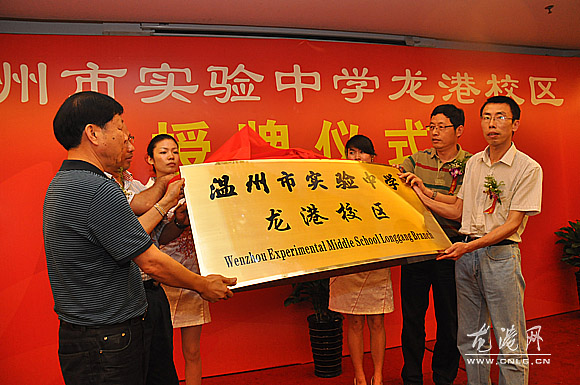 州市实验中学龙港校区
授牌仪式
温州市实验中学
龙港校区
Wenzhou Experimental Middle School Longgang Branch
龙港网
www.CNLG.CN